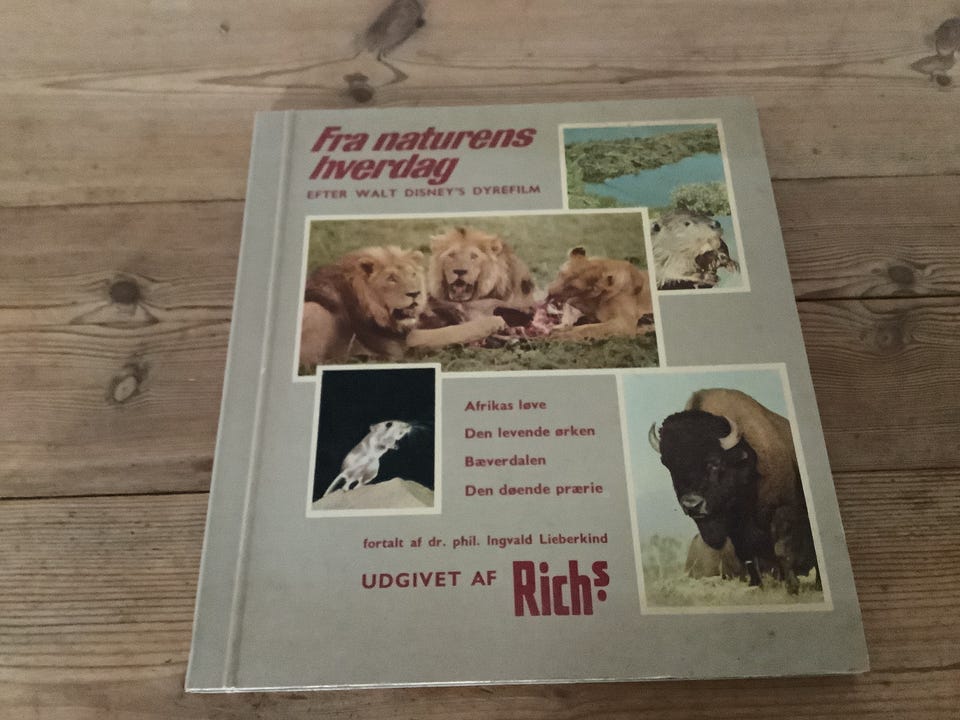 Fra naturens
hverdag
EFTER WALT DISNEY'S DYREFILM
Afrikas løve
Den levende ørken
Bæverdalen
Den døende prærie
fortalt af dr. phil. Ingvald Lieberkind
UDGIVET AF Richs